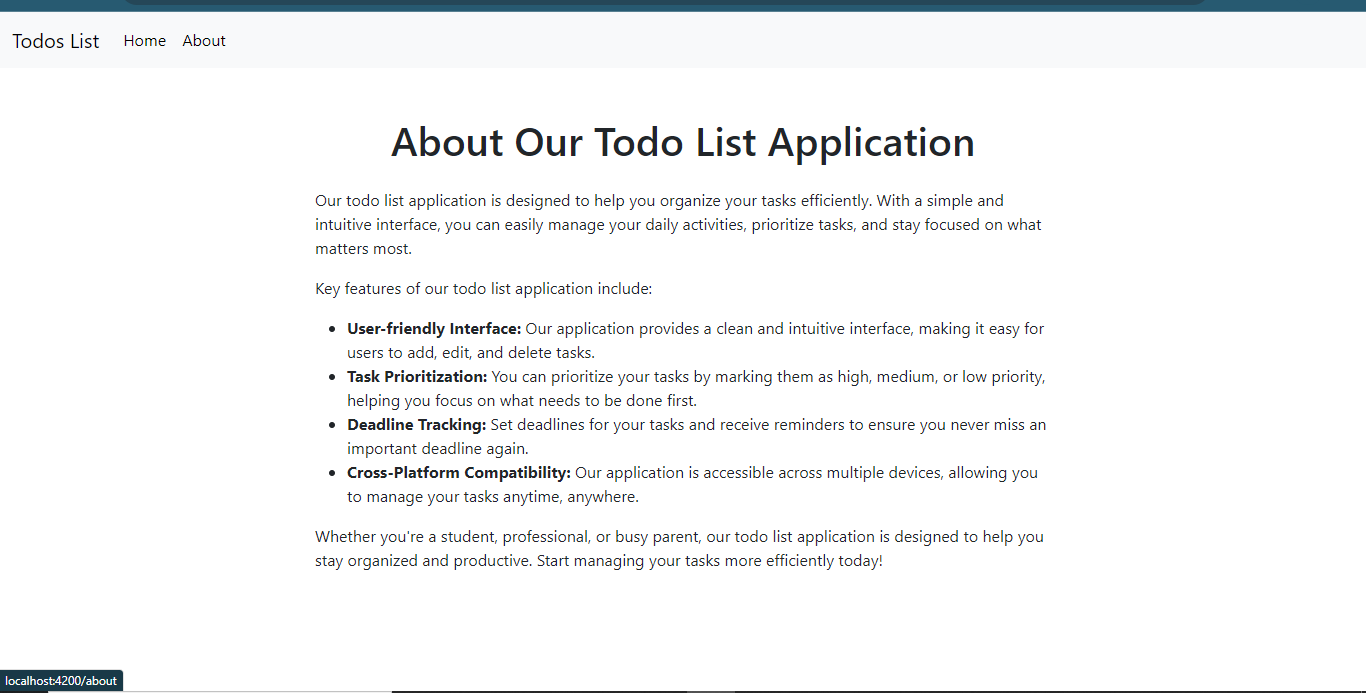 Todos List Home About
About Our Todo List Application
Our todo list application is designed to help you organize your tasks efficiently. With a simple and
intuitive interface, you can easily manage your daily activities, prioritize tasks, and stay focused on what
matters most.
Key features of our todo list application include:
• User-friendly Interface: Our application provides a clean and intuitive interface, making it easy for
users to add, edit, and delete tasks.
• Task Prioritization: You can prioritize your tasks by marking them as high, medium, or low priority,
helping you focus on what needs to be done first.
• Deadline Tracking: Set deadlines for your tasks and receive reminders to ensure you never miss an
important deadline again.
• Cross-Platform Compatibility: Our application is accessible across multiple devices, allowing you
to manage your tasks anytime, anywhere.
Whether you're a student, professional, or busy parent, our todo list application is designed to help you
stay organized and productive. Start managing your tasks more efficiently today!
localhost:4200/about